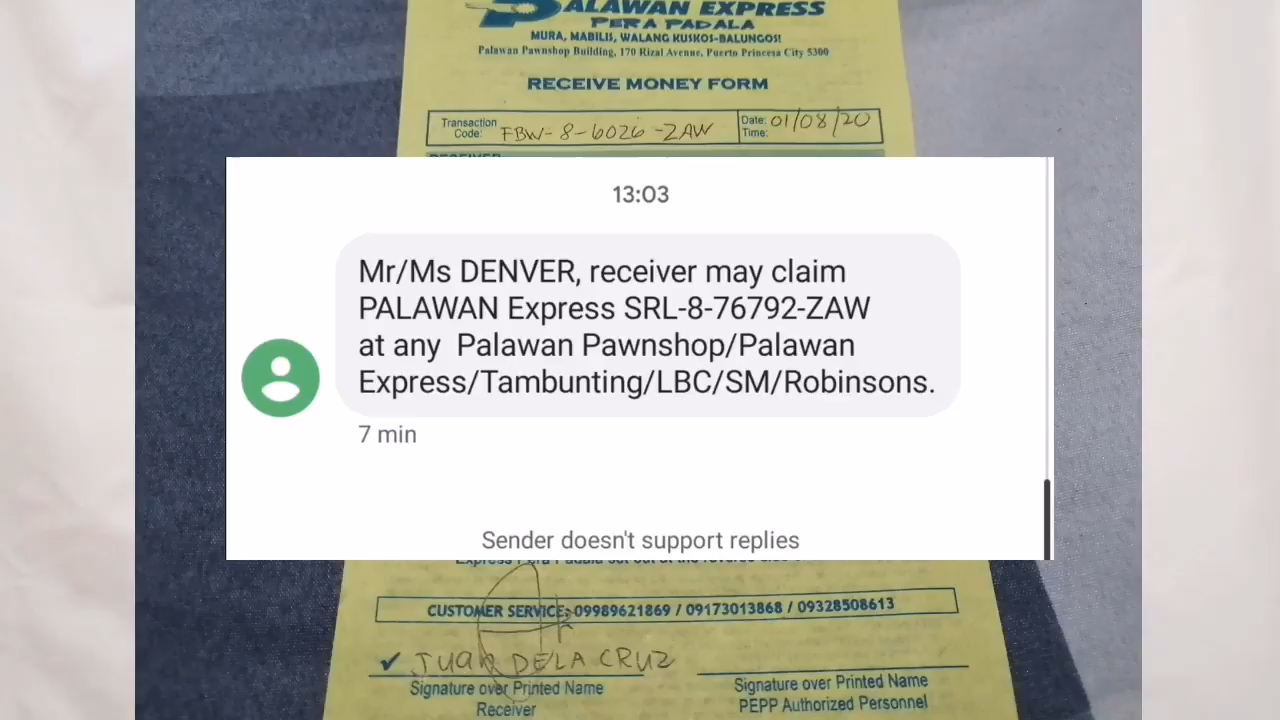 PALAWAN EXPRESS
PERA PADALA
MURA, MABILIS, WALANG KUSKOS-BALUNGOS!
Palawan Pawnshop Building, 170 Rizal Avenue, Puerto Princesa City 5300
RECEIVE MONEY FORM
Transaction Code: FBW-8-6026-ZAW Date: 01/08/20
Time:
RECEIVER
13:03
Mr/Ms DENVER, receiver may claim
PALAWAN Express SRL-8-76792-ZAW
at any Palawan Pawnshop/Palawan
Express/Tambunting/LBC/SM/Robinsons.
7 min
Sender doesn't support replies
CUSTOMER SERVICE: 09989621869 / 09173013868 / 09328508613
✓ JUAN DELA CRUZ
Signature over Printed Name
Receiver
Signature over Printed Name
PEPP Authorized Personnel